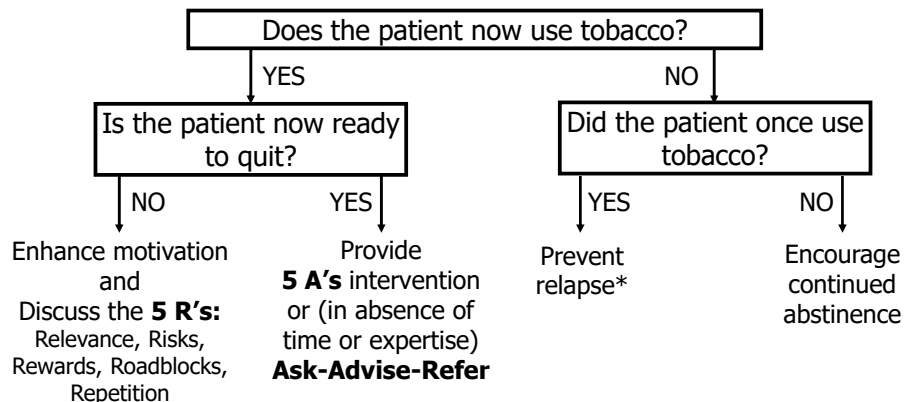 Does the patient now use tobacco?
YES
NO
Is the patient now ready
to quit?
Did the patient once use
tobacco?
NO
YES
YES
NO
Enhance motivation
and
Discuss the 5 R’s:
Relevance, Risks,
Rewards, Roadblocks,
Repetition
Provide
5 A’s intervention
or (in absence of
time or expertise)
Ask-Advise-Refer
Prevent
relapse*
Encourage
continued
abstinence